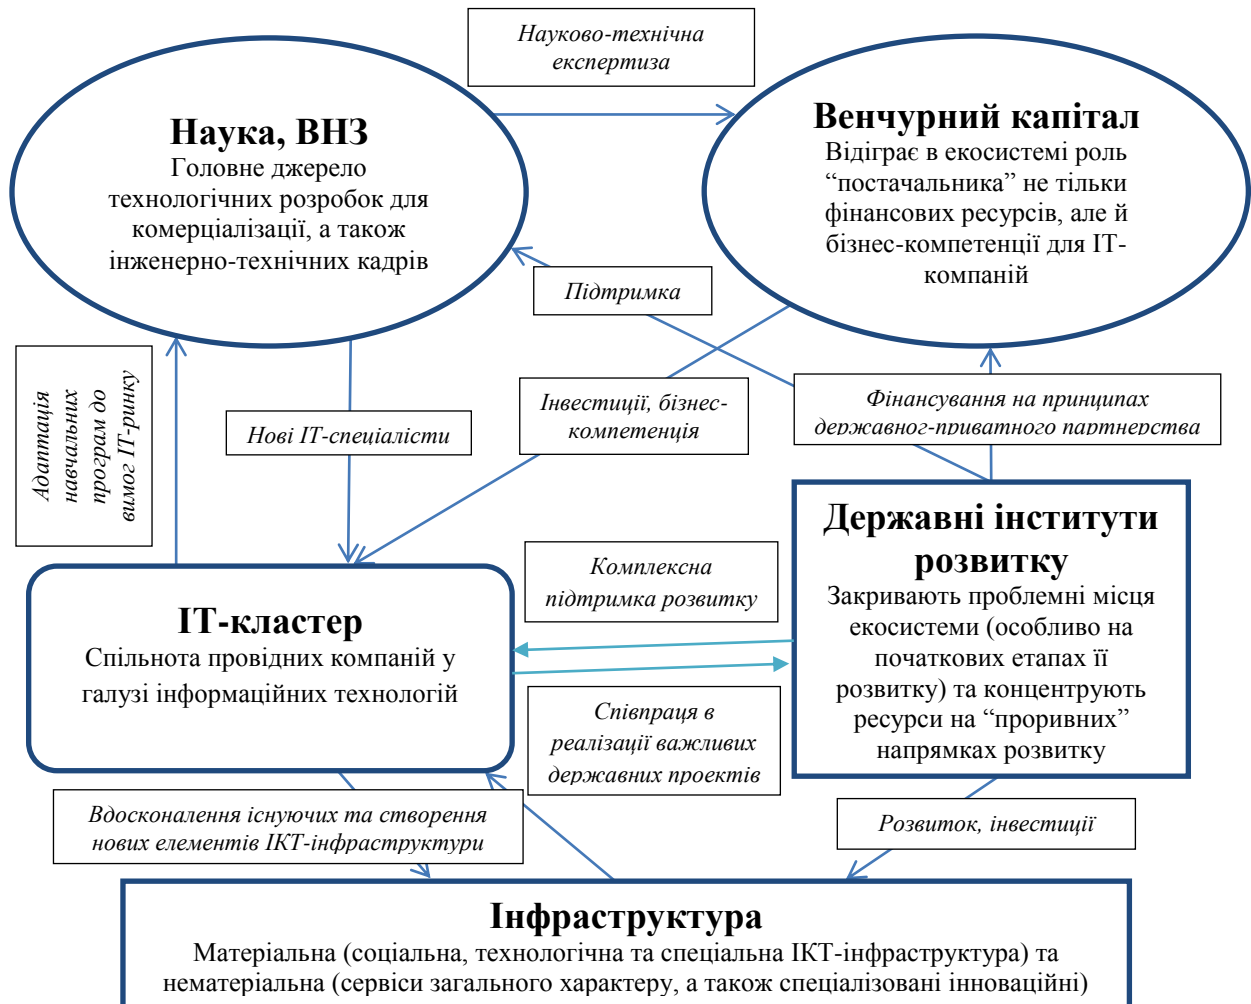 Науково-технічна
експертиза
Наука, ВНЗ
Головне джерело
технологічних розробок для
комерціалізації, а також
інженерно-технічних кадрів
Венчурний капітал
Відіграє в екосистемі роль
“постачальника” не тільки
фінансових ресурсів, але й
бізнес-компетенції для ІТ-
компаній
Підтримка
Адаптація
навчальних
програм до
вимог ІТ-ринку
Нові ІТ-спеціалісти
Інвестиції, бізнес-
компетенція
Фінансування на принципах
державног-приватного партнерства
ІТ-кластер
Спільнота провідних компаній у
галузі інформаційних технологій
Комплексна
підтримка розвитку
Співпраця в
реалізації важливих
державних проектів
Державні інститути
розвитку
Закривають проблемні місця
екосистеми (особливо на
початкових етапах її
розвитку) та концентрують
ресурси на “проривних”
напрямках розвитку
Вдосконалення існуючих та створення
нових елементів ІКТ-інфраструктури
Розвиток, інвестиції
Інфраструктура
Матеріальна (соціальна, технологічна та спеціальна ІКТ-інфраструктура) та
нематеріальна (сервіси загального характеру, а також спеціалізовані інноваційні)